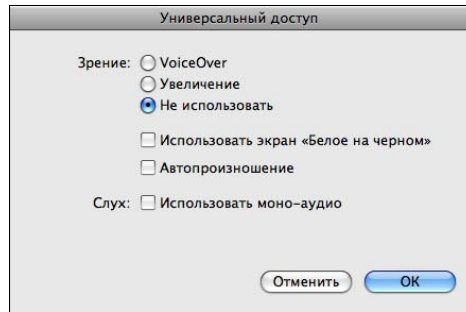 Универсальный доступ
Зрение: VoiceOver
Увеличение
Не использовать
Использовать экран «Белое на черном»
Автопроизношение
Слух: Использовать моно-аудио
Отменить OK